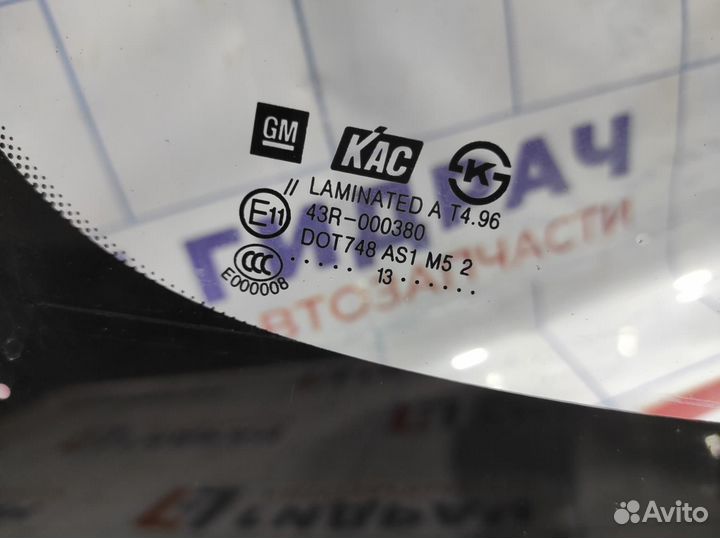 GM KAC K
// LAMINATED A T4.96
E11 43R-000380
DOT748 AS1 M5 2
CCC ..... 13 ......
E000008
АВТОЗАПЧАСТИ
Avito